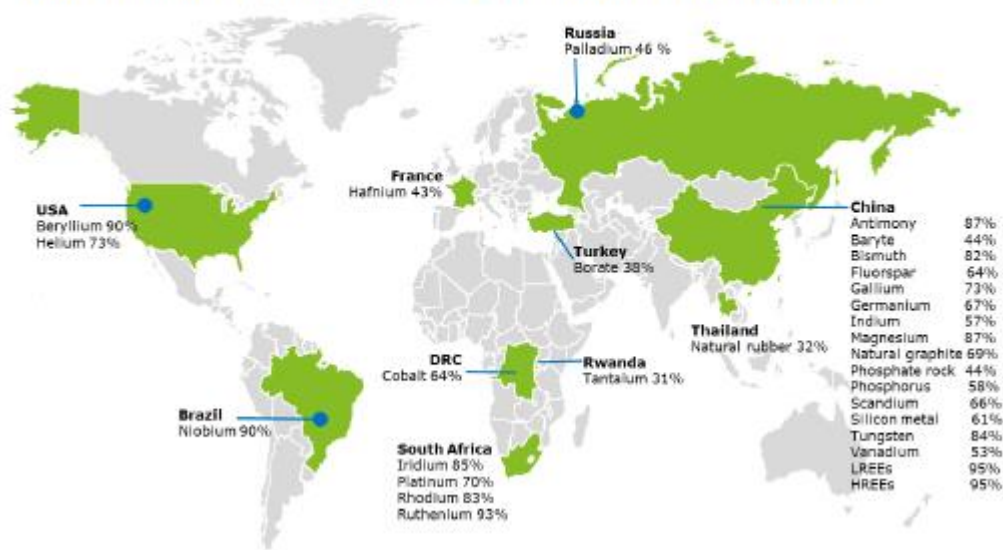 Russia
Palladium 46 %
France
Hafnium 43%
USA
Beryllium 90%
Helium 73%
Turkey
Borate 38%
China
Antimony 87%
Baryte 44%
Bismuth 82%
Fluorspar 64%
Gallium 73%
Germanium 67%
Indium 57%
Magnesium 87%
Natural graphite 69%
Phosphate rock 44%
Phosphorus 58%
Scandium 66%
Silicon metal 61%
Tungsten 84%
Vanadium 53%
LREEs 95%
HREEs 95%
Thailand
Natural rubber 32%
DRC
Cobalt 64%
Rwanda
Tantalum 31%
Brazil
Niobium 90%
South Africa
Iridium 85%
Platinum 70%
Rhodium 83%
Ruthenium 93%